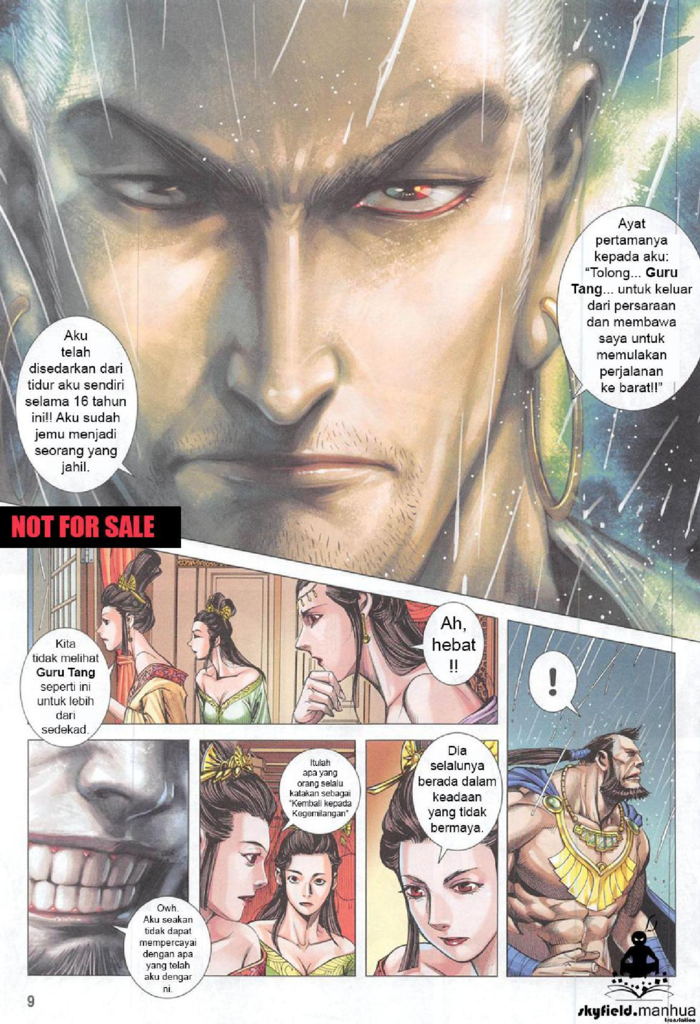 Ayat
pertamanya
kepada aku:
"Tolong... Guru
Tang... untuk keluar
dari persaraan
dan membawa
saya untuk
memulakan
perjalanan
ke barat!!"
Aku
telah
disedarkan dari
tidur aku sendiri
selama 16 tahun
ini!! Aku sudah
jemu menjadi
seorang yang
jahil.
NOT FOR SALE
Kita
tidak melihat
Guru Tang
seperti ini
untuk lebih
dari
sedekad.
Ah,
hebat
!!
!
Owh.
Aku seakan
tidak dapat
mempercayai
dengan apa
yang telah
aku dengar
ni.
Itulah
apa yang
orang selalu
katakan sebagai
"Kembali kepada
Kegemilangan"
Dia
selalunya
berada dalam
keadaan
yang tidak
bermaya.
9
skyfield.manhua
translation